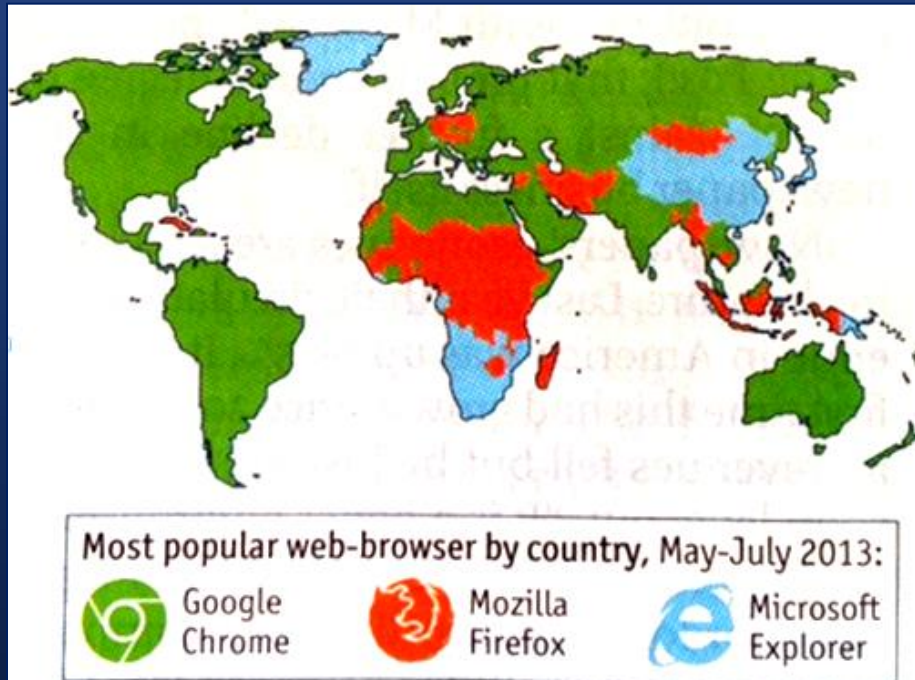 Most popular web-browser by country, May-July 2013:
Google
Chrome
Mozilla
Firefox
Microsoft
Explorer